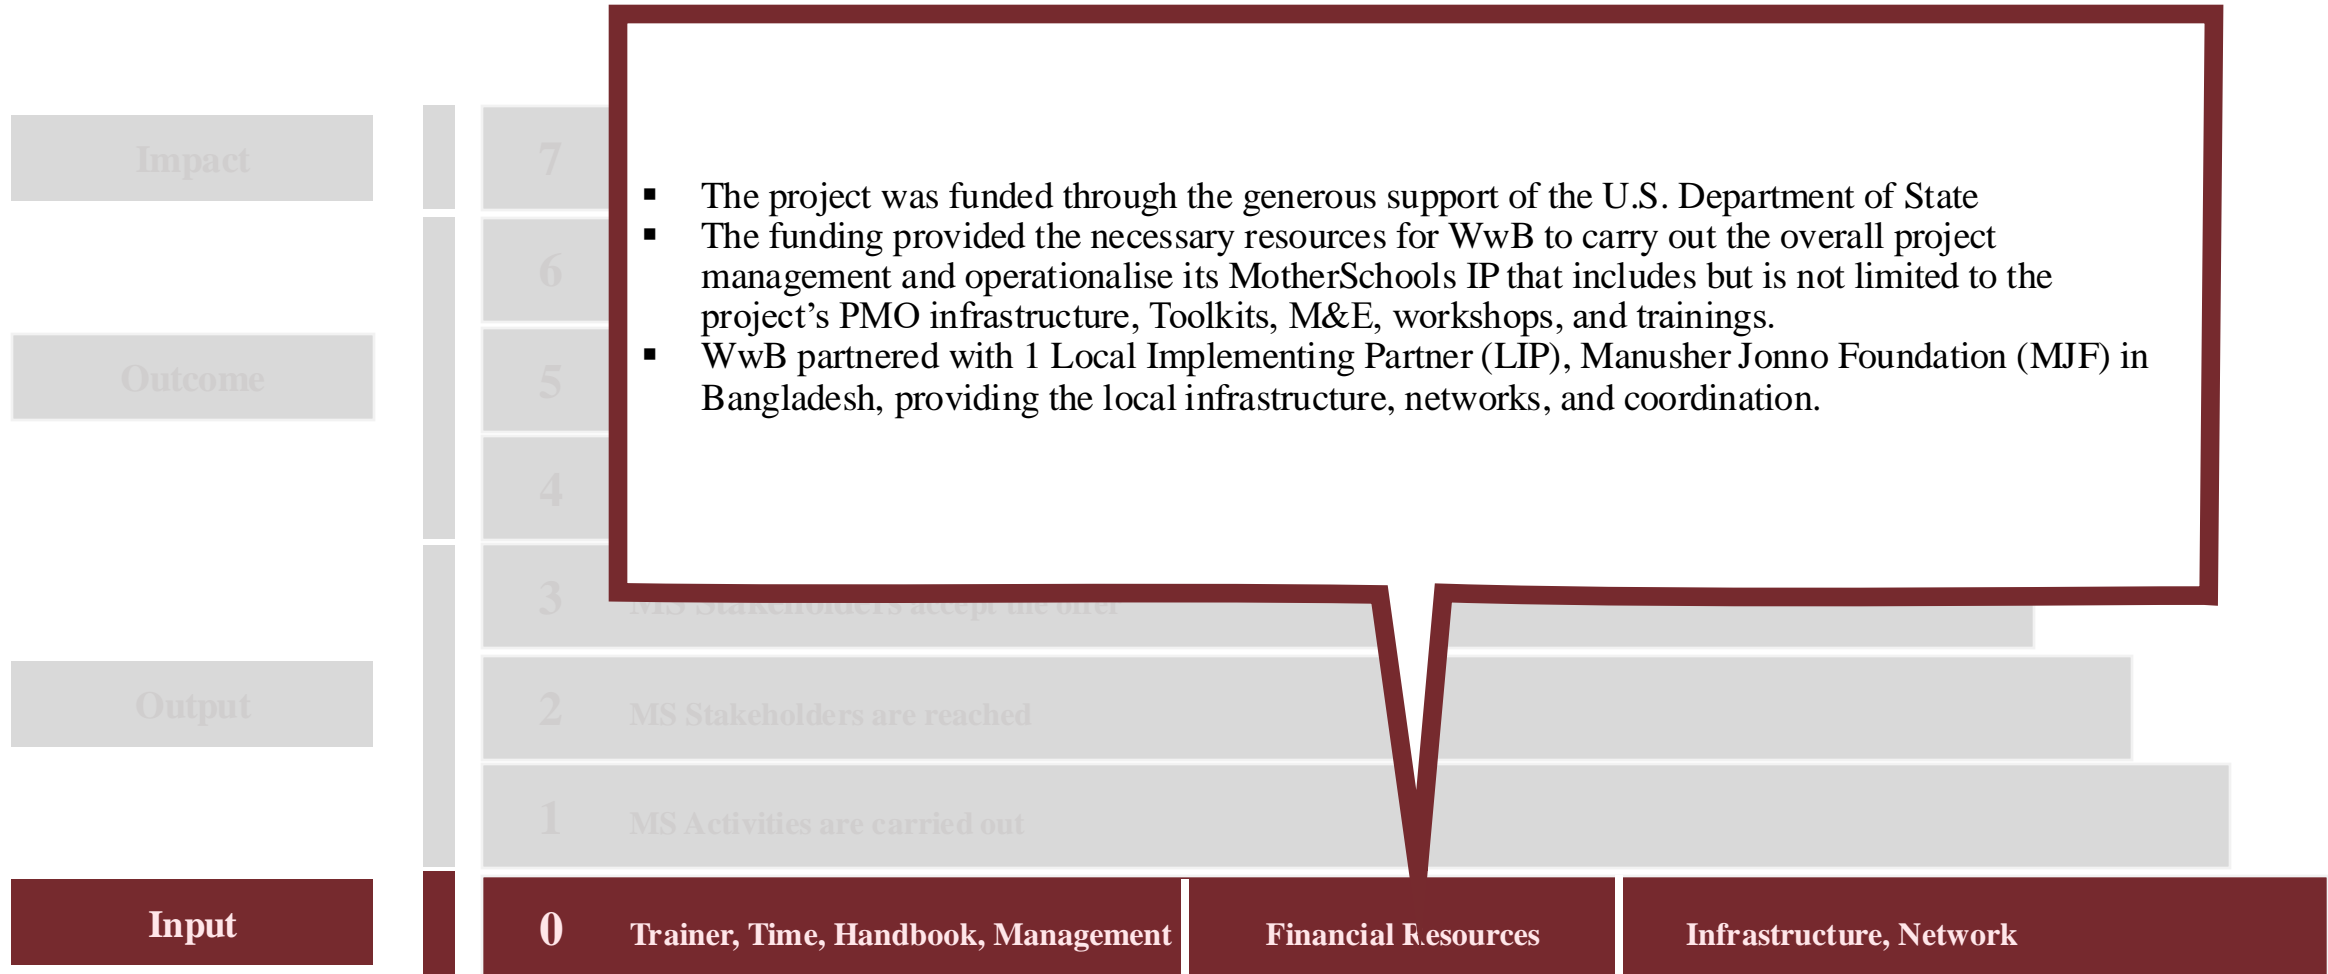 ▪ The project was funded through the generous support of the U.S. Department of State
▪ The funding provided the necessary resources for WwB to carry out the overall project
management and operationalise its MotherSchools IP that includes but is not limited to the
project’s PMO infrastructure, Toolkits, M&E, workshops, and trainings.
▪ WwB partnered with 1 Local Implementing Partner (LIP), Manusher Jonno Foundation (MJF) in
Bangladesh, providing the local infrastructure, networks, and coordination.
Impact
7
6
Outcome
5
4
3 MS Stakeholders accept the offer
Output
2 MS Stakeholders are reached
1 MS Activities are carried out
Input
0 Trainer, Time, Handbook, Management
Financial Resources
Infrastructure, Network